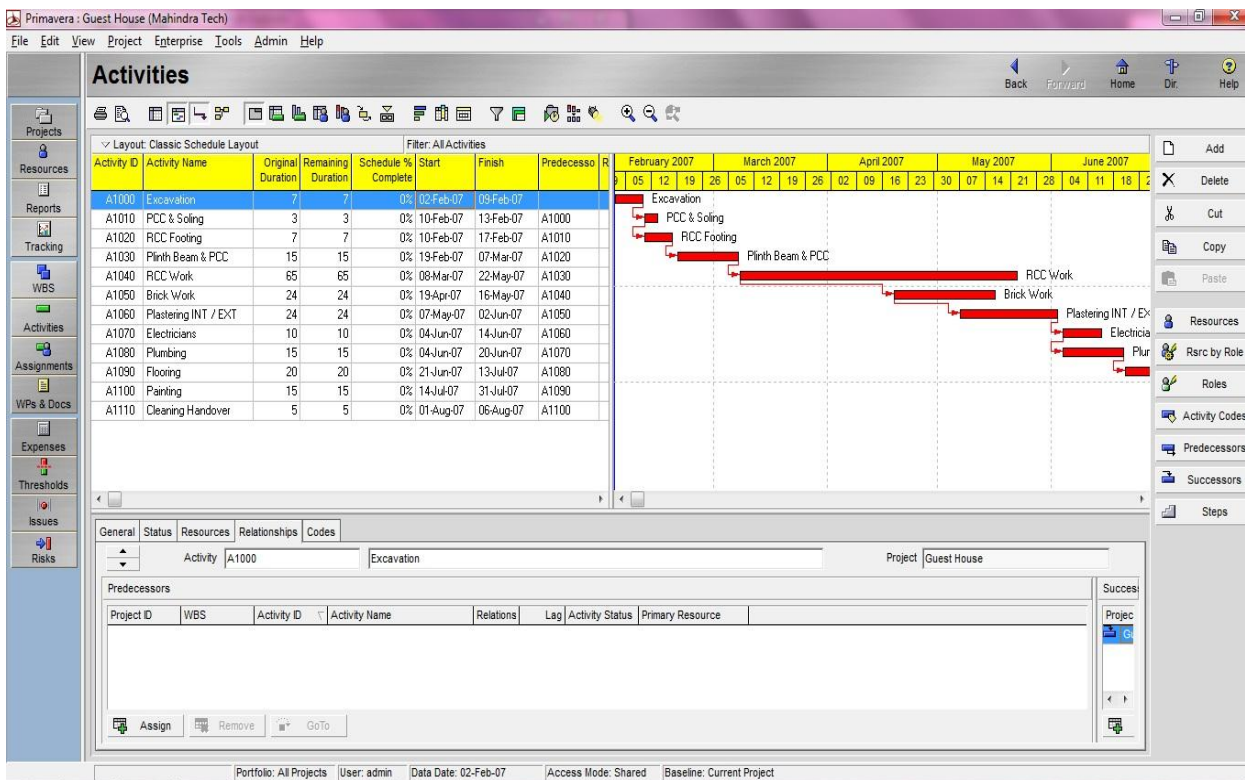 Primavera : Guest House (Mahindra Tech)
File Edit View Project Enterprise Tools Admin Help
Activities
Back Forward Home Dir. Help
Projects
Resources
Reports
Tracking
WBS
Activities
Assignments
WPs & Docs
Expenses
Thresholds
Issues
Risks
Layout: Classic Schedule Layout Filter: All Activities
Activity ID Activity Name Original Duration Remaining Duration Schedule % Complete Start Finish Predecesso R
A1000 Excavation 7 7 0% 02-Feb-07 09-Feb-07
A1010 PCC & Soling 3 3 0% 10-Feb-07 13-Feb-07 A1000
A1020 RCC Footing 7 7 0% 10-Feb-07 17-Feb-07 A1010
A1030 Plinth Beam & PCC 15 15 0% 19-Feb-07 07-Mar-07 A1020
A1040 RCC Work 65 65 0% 08-Mar-07 22-May-07 A1030
A1050 Brick Work 24 24 0% 19-Apr-07 16-May-07 A1040
A1060 Plastering INT / EXT 24 24 0% 07-May-07 02-Jun-07 A1050
A1070 Electricians 10 10 0% 04-Jun-07 14-Jun-07 A1060
A1080 Plumbing 15 15 0% 04-Jun-07 20-Jun-07 A1070
A1090 Flooring 20 20 0% 21-Jun-07 13-Jul-07 A1080
A1100 Painting 15 15 0% 14-Jul-07 31-Jul-07 A1090
A1110 Cleaning Handover 5 5 0% 01-Aug-07 06-Aug-07 A1100
February 2007 March 2007 April 2007 May 2007 June 2007
05 12 19 26 05 12 19 26 02 09 16 23 30 07 14 21 28 04 11 18
Excavation
PCC & Soling
RCC Footing
Plinth Beam & PCC
RCC Work
Brick Work
Plastering INT / EX
Electricia
Plur
Add
Delete
Cut
Copy
Paste
Resources
Rsrc by Role
Roles
Activity Codes
Predecessors
Successors
Steps
General Status Resources Relationships Codes
Activity A1000 Excavation Project Guest House
Predecessors
Project ID WBS Activity ID Activity Name Relations Lag Activity Status Primary Resource
Assign Remove GoTo
Succes
Projec
Portfolio: All Projects User: admin Data Date: 02-Feb-07 Access Mode: Shared Baseline: Current Project